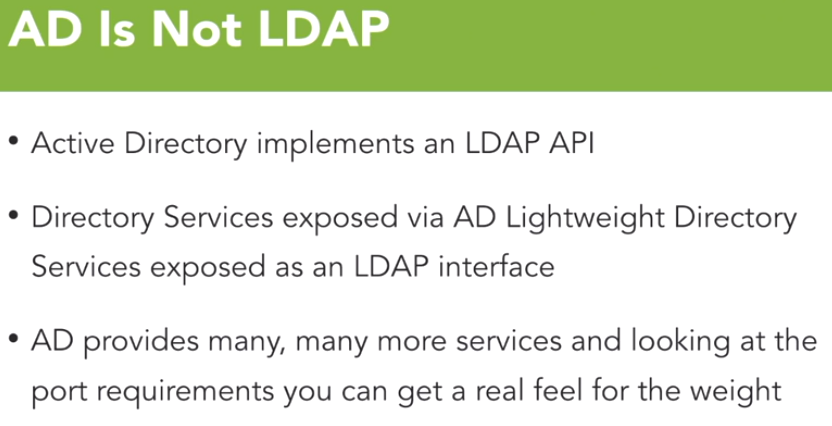 AD Is Not LDAP
• Active Directory implements an LDAP API
• Directory Services exposed via AD Lightweight Directory
Services exposed as an LDAP interface
• AD provides many, many more services and looking at the
port requirements you can get a real feel for the weight